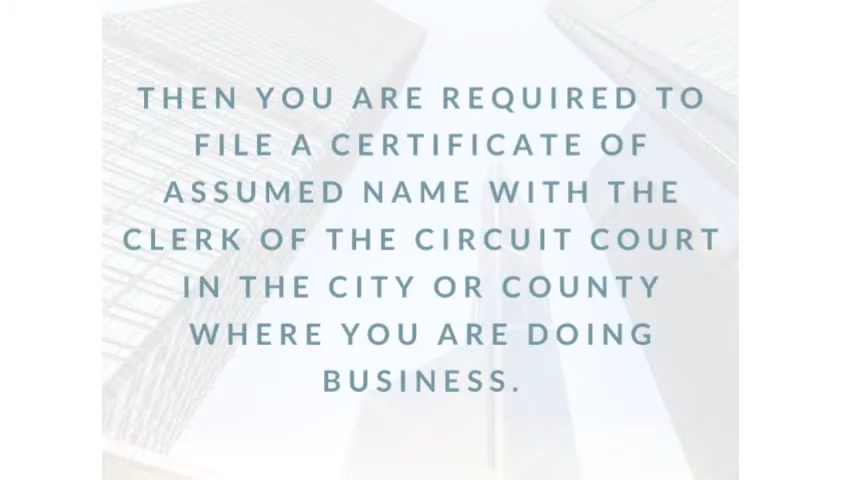 THEN YOU ARE REQUIRED TO
FILE A CERTIFICATE OF
ASSUMED NAME WITH THE
CLERK OF THE CIRCUIT COURT
IN THE CITY OR COUNTY
WHERE YOU ARE DOING
BUSINESS.